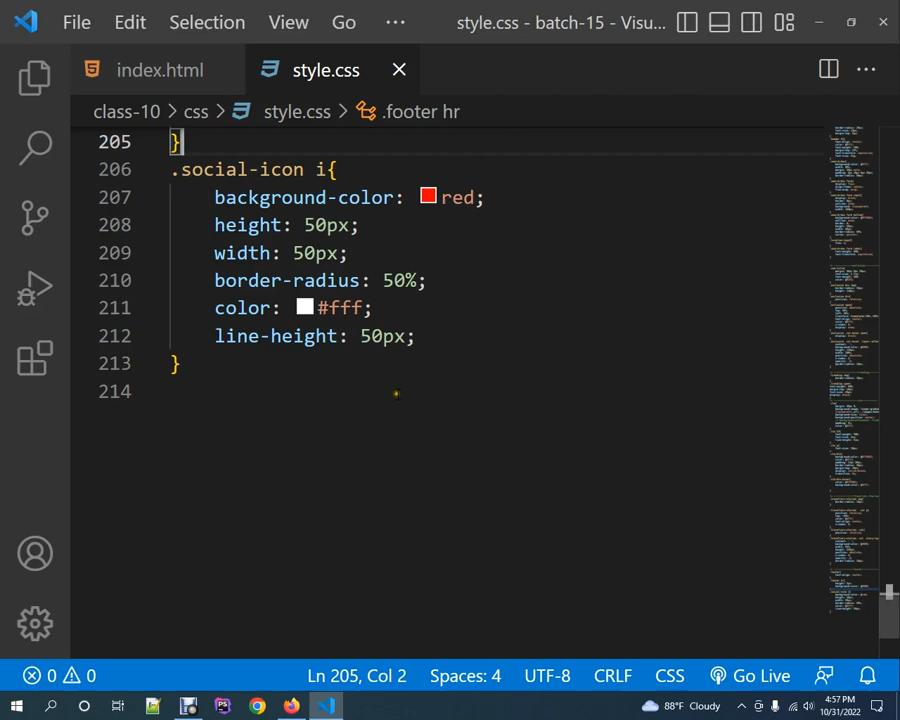 File Edit Selection View Go ··· style.css - batch-15 - Visu...
index.html style.css
class-10 > css > style.css > .footer hr
205 }
206 .social-icon i{
207 background-color: red;
208 height: 50px;
209 width: 50px;
210 border-radius: 50%;
211 color: #fff;
212 line-height: 50px;
213 }
214
0 0 Ln 205, Col 2 Spaces: 4 UTF-8 CRLF CSS Go Live
88°F Cloudy 4:57 PM
10/31/2022